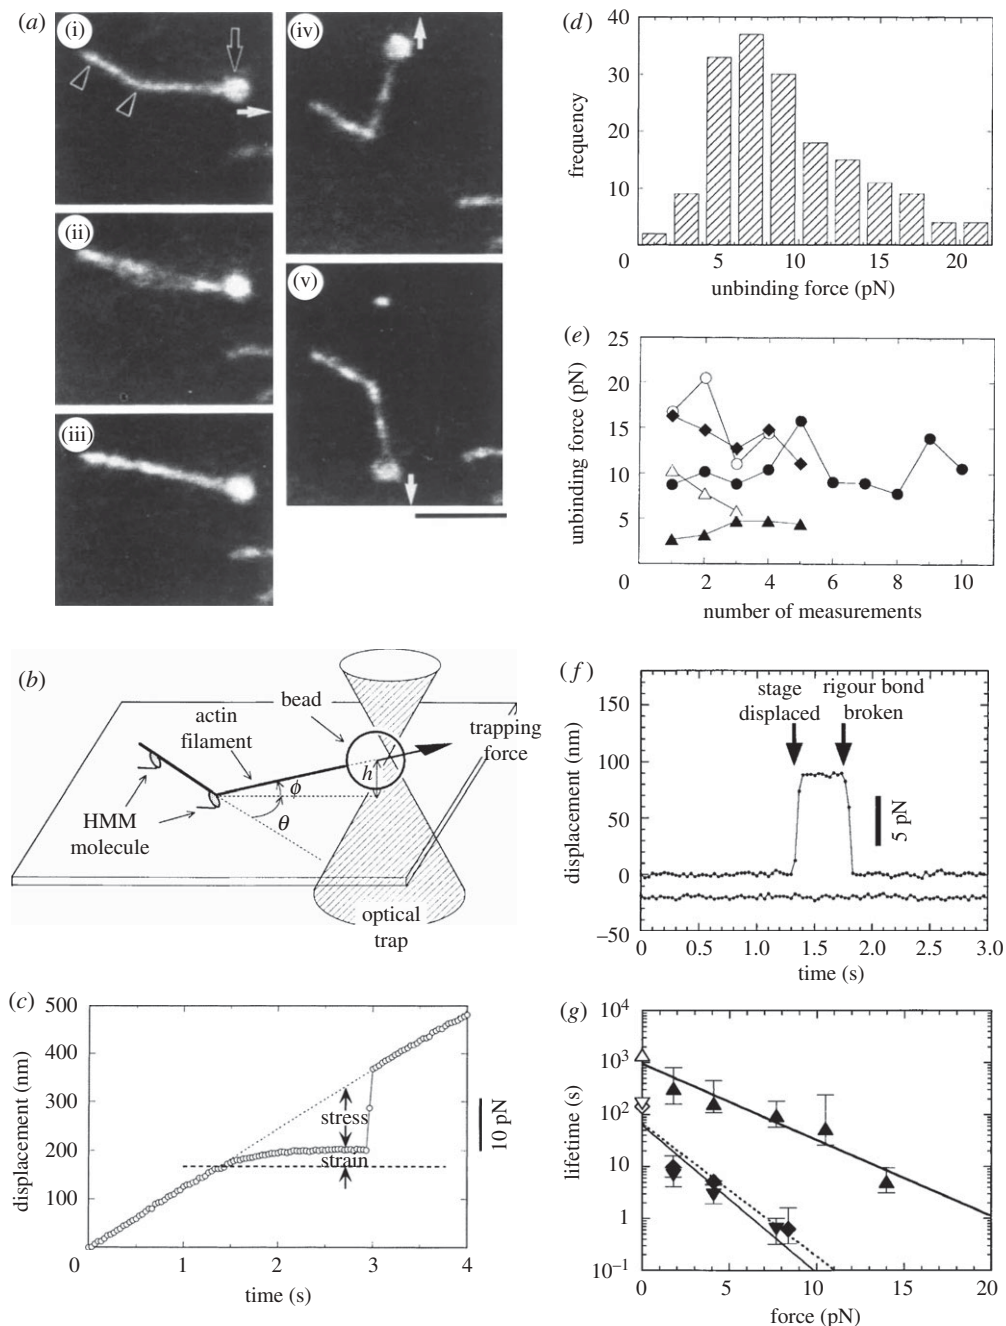 (a)
(i)
(ii)
(iii)
(iv)
(v)
(b)
actin
filament
bead
trapping
force
h
ϕ
θ
HMM
molecule
optical
trap
(c)
500
400
300
200
100
0
1
2
3
4
displacement (nm)
time (s)
stress
strain
10 pN
(d)
40
30
20
10
0
5
10
15
20
frequency
unbinding force (pN)
(e)
25
20
15
10
5
0
2
4
6
8
10
unbinding force (pN)
number of measurements
(f)
stage
displaced
rigour bond
broken
150
100
50
0
−50
0
0.5
1.0
1.5
2.0
2.5
3.0
displacement (nm)
5 pN
time (s)
(g)
10⁴
10³
10²
10
1
10⁻¹
0
5
10
15
20
lifetime (s)
force (pN)